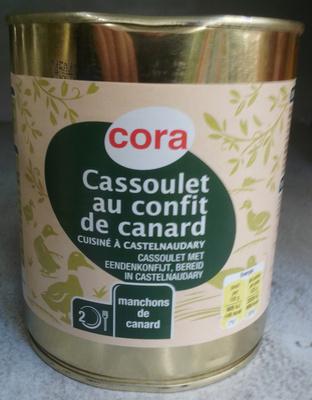 cora
Cassoulet
au confit
de canard
CUISINÉ À CASTELNAUDARY
CASSOULET MET
EENDENKONFIJT, BEREID
IN CASTELNAUDARY
2
manchons
de
canard